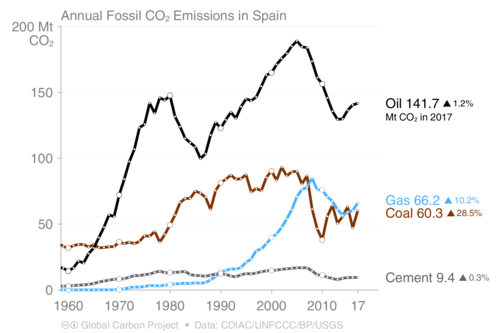 Annual Fossil CO₂ Emissions in Spain
200 Mt
CO₂
150
100
50
0
Oil 141.7 ▲ 1.2%
Mt CO₂ in 2017
Gas 66.2 ▲ 10.2%
Coal 60.3 ▲ 28.5%
Cement 9.4 ▲ 0.3%
1960 1970 1980 1990 2000 2010 17
Global Carbon Project • Data: CDIAC/UNFCCC/BP/USGS